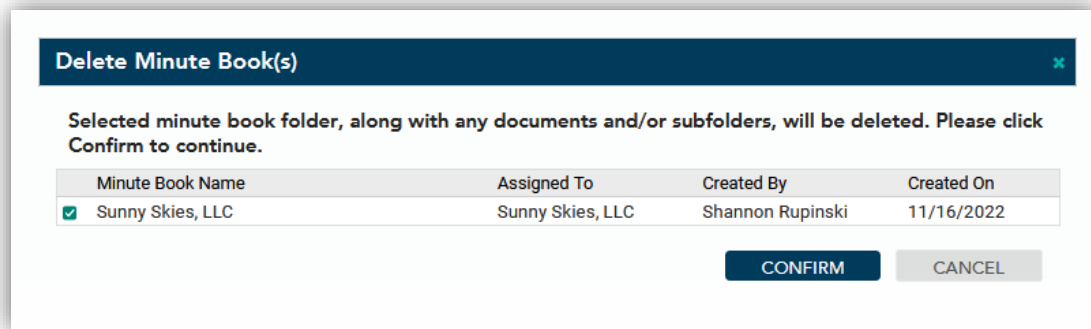 Delete Minute Book(s)
Selected minute book folder, along with any documents and/or subfolders, will be deleted. Please click
Confirm to continue.
Minute Book Name Assigned To Created By Created On
Sunny Skies, LLC Sunny Skies, LLC Shannon Rupinski 11/16/2022
CONFIRM CANCEL